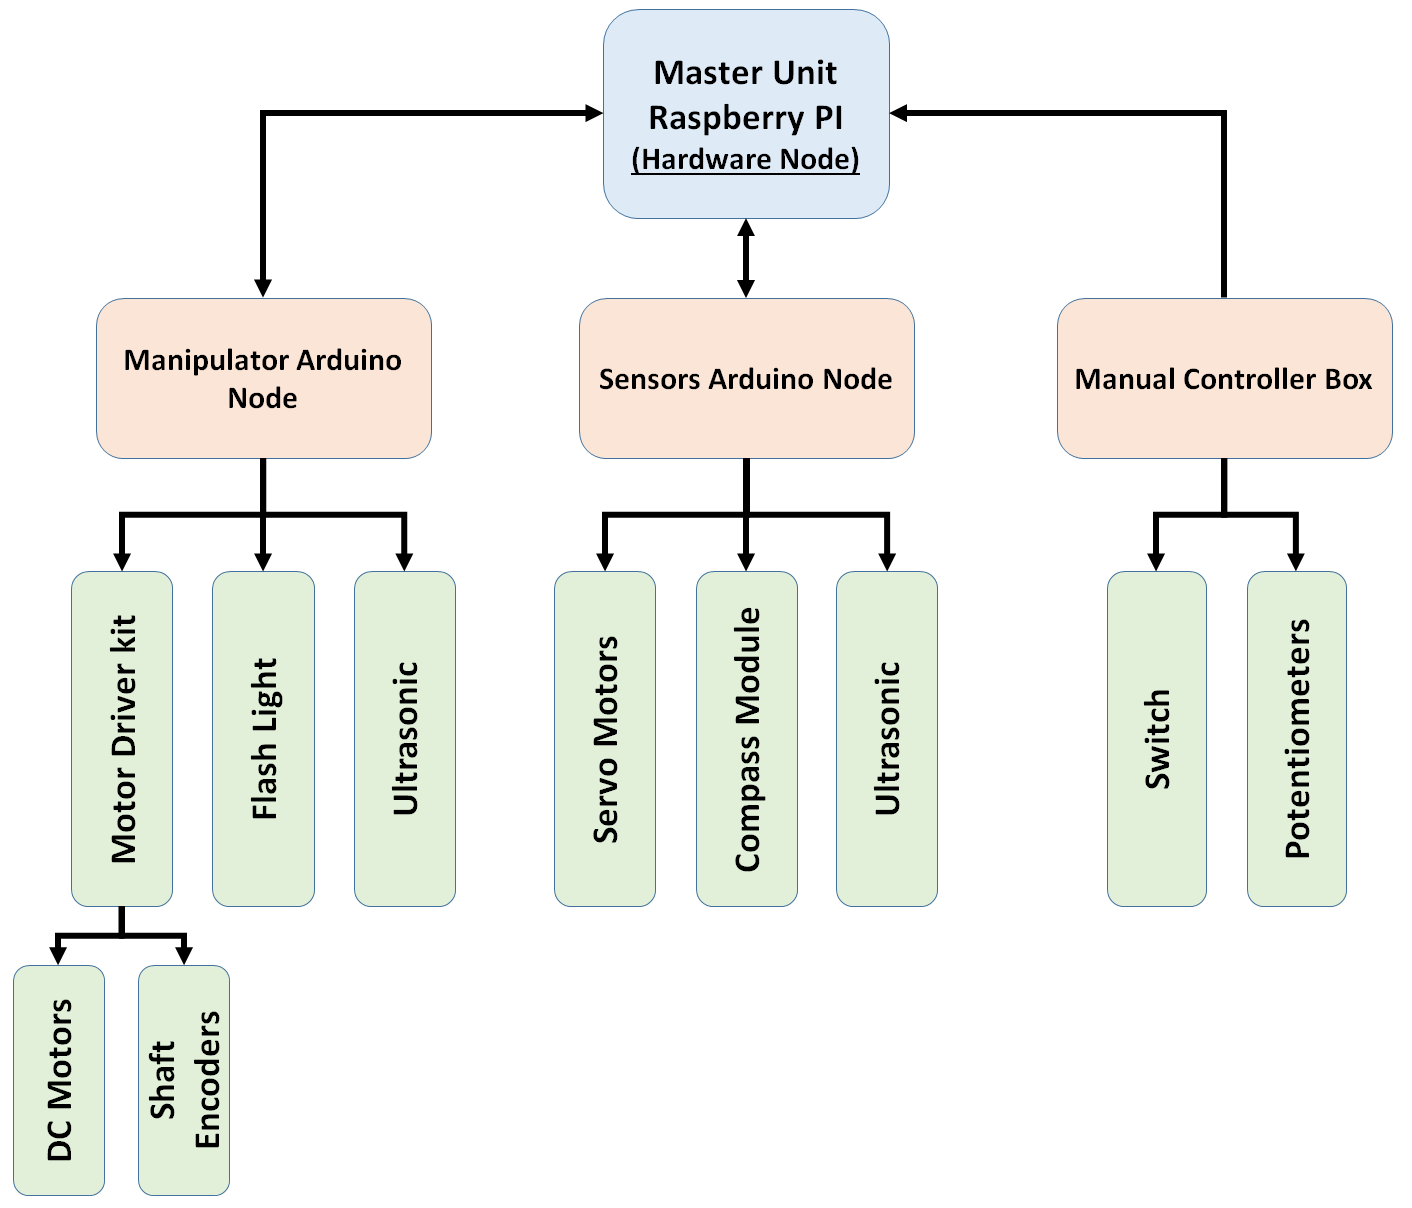 Master Unit
Raspberry PI
(Hardware Node)
Manipulator Arduino
Node
Sensors Arduino Node
Manual Controller Box
Motor Driver kit
Flash Light
Ultrasonic
Servo Motors
Compass Module
Ultrasonic
Switch
Potentiometers
DC Motors
Shaft
Encoders